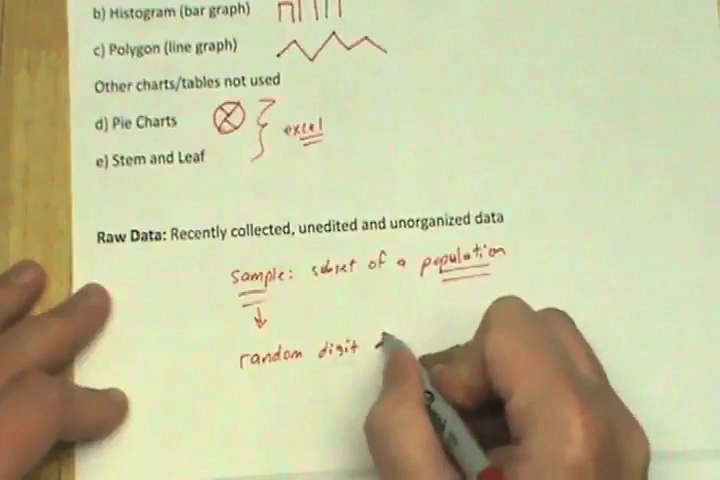 b) Histogram (bar graph)
c) Polygon (line graph)
Other charts/tables not used
d) Pie Charts
excel
e) Stem and Leaf
Raw Data: Recently collected, unedited and unorganized data
Sample: subset of a population
random digit